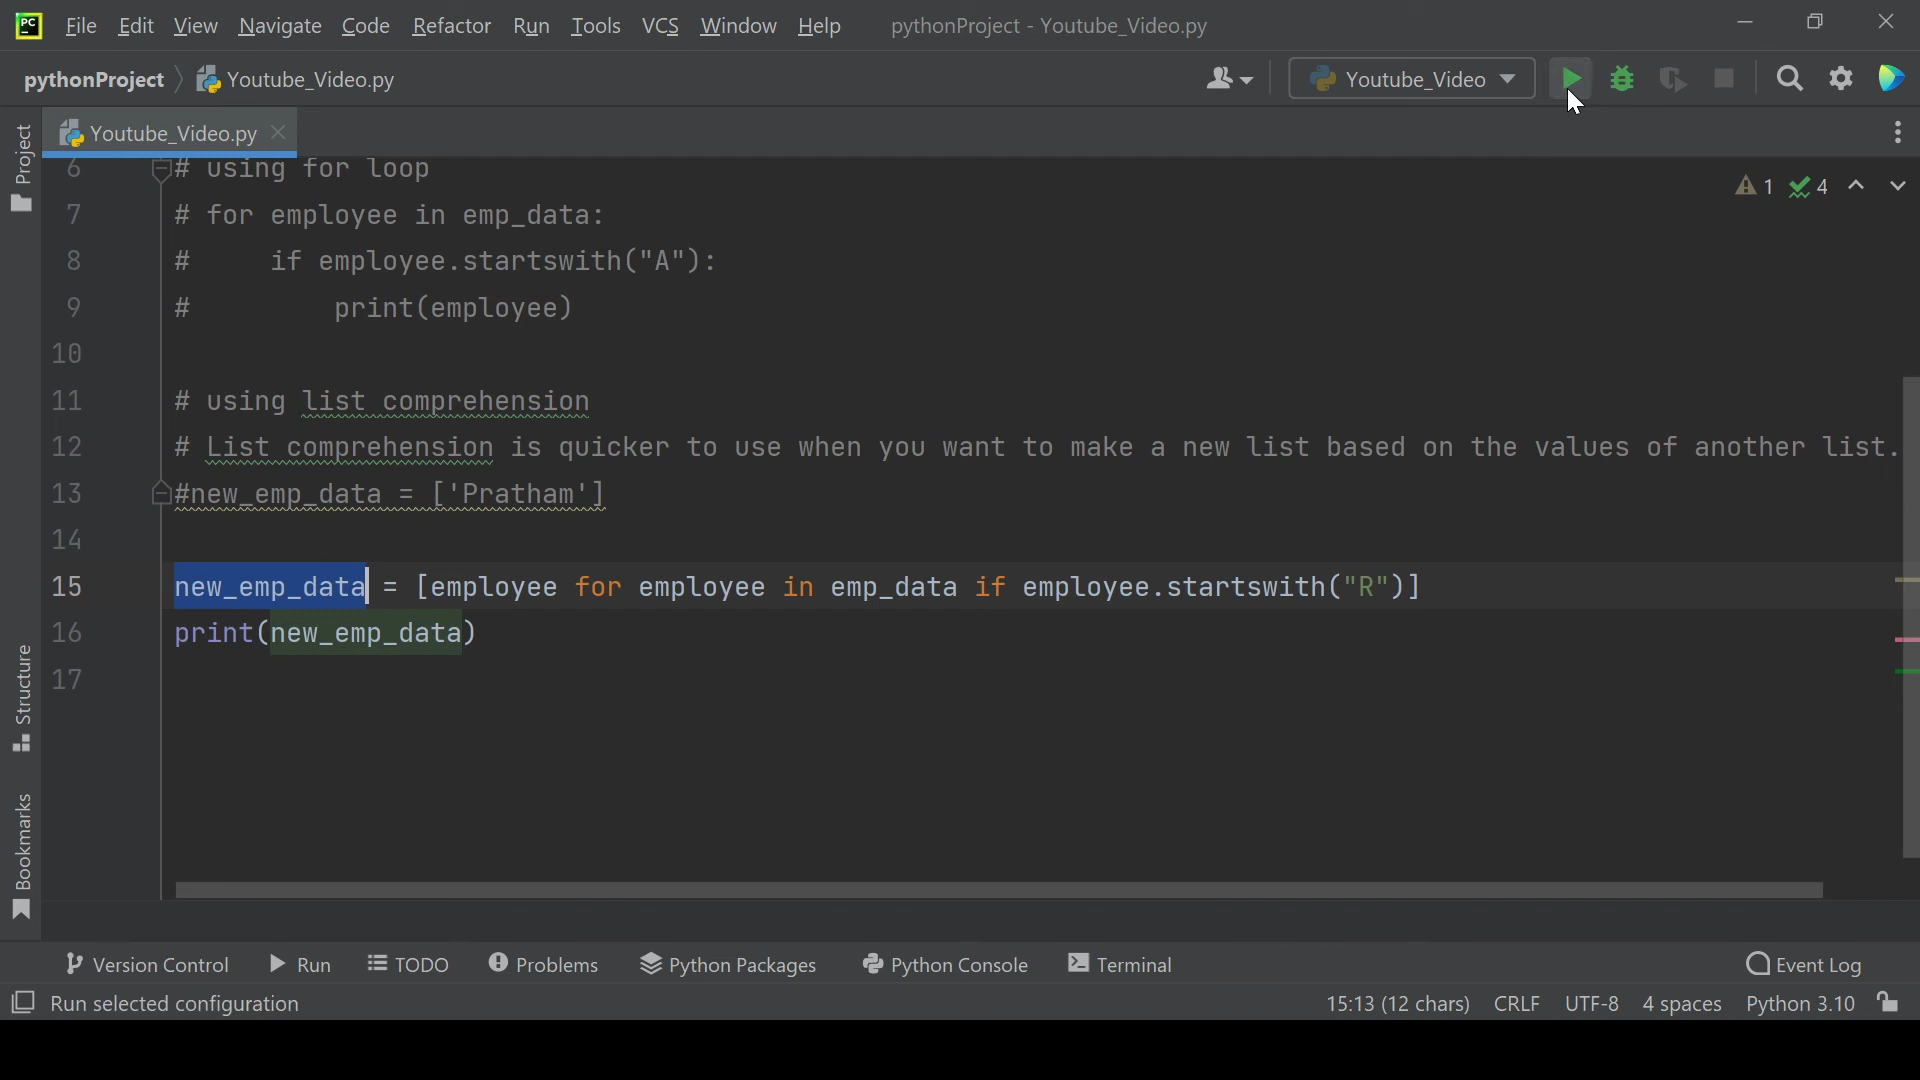 PC File Edit View Navigate Code Refactor Run Tools VCS Window Help pythonProject - Youtube_Video.py
pythonProject Youtube_Video.py Youtube_Video
Youtube_Video.py
Project
Structure
Bookmarks
6 # using for loop
7 # for employee in emp_data:
8 #     if employee.startswith("A"):
9 #         print(employee)
10
11 # using list comprehension
12 # List comprehension is quicker to use when you want to make a new list based on the values of another list.
13 #new_emp_data = ['Pratham']
14
15 new_emp_data = [employee for employee in emp_data if employee.startswith("R")]
16 print(new_emp_data)
17
1 4
Version Control Run TODO Problems Python Packages Python Console Terminal Event Log
Run selected configuration 15:13 (12 chars) CRLF UTF-8 4 spaces Python 3.10